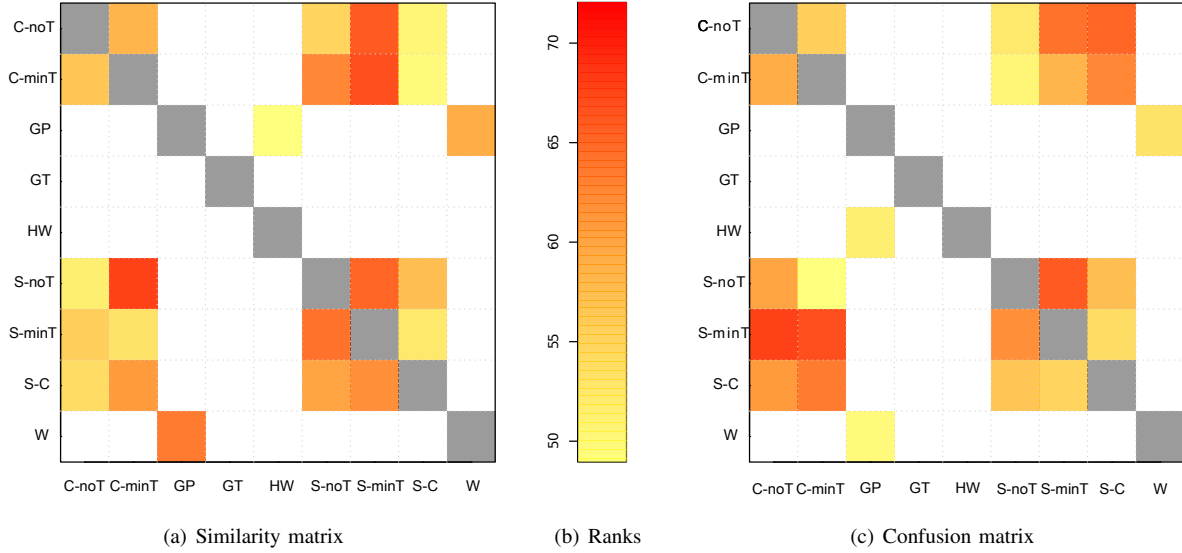 C-noT
C-minT
GP
GT
HW
S-noT
S-minT
S-C
W
C-noT C-minT GP GT HW S-noT S-minT S-C W
(a) Similarity matrix
70
65
60
55
50
(b) Ranks
C-noT
C-minT
GP
GT
HW
S-noT
S-minT
S-C
W
C-noT C-minT GP GT HW S-noT S-minT S-C W
(c) Confusion matrix